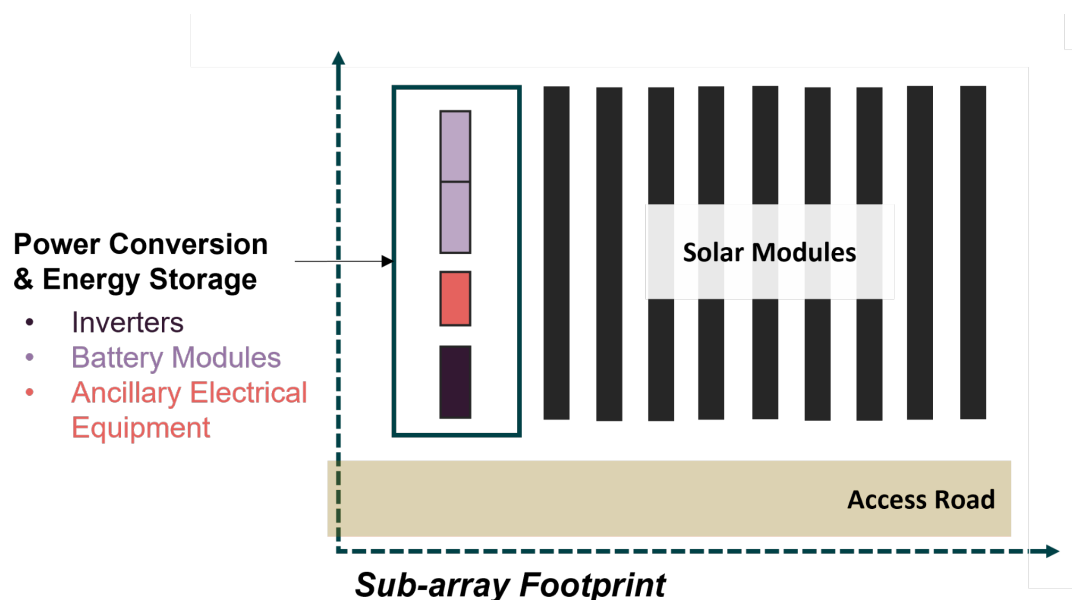 Power Conversion
& Energy Storage
• Inverters
• Battery Modules
• Ancillary Electrical
Equipment
Solar Modules
Access Road
Sub-array Footprint